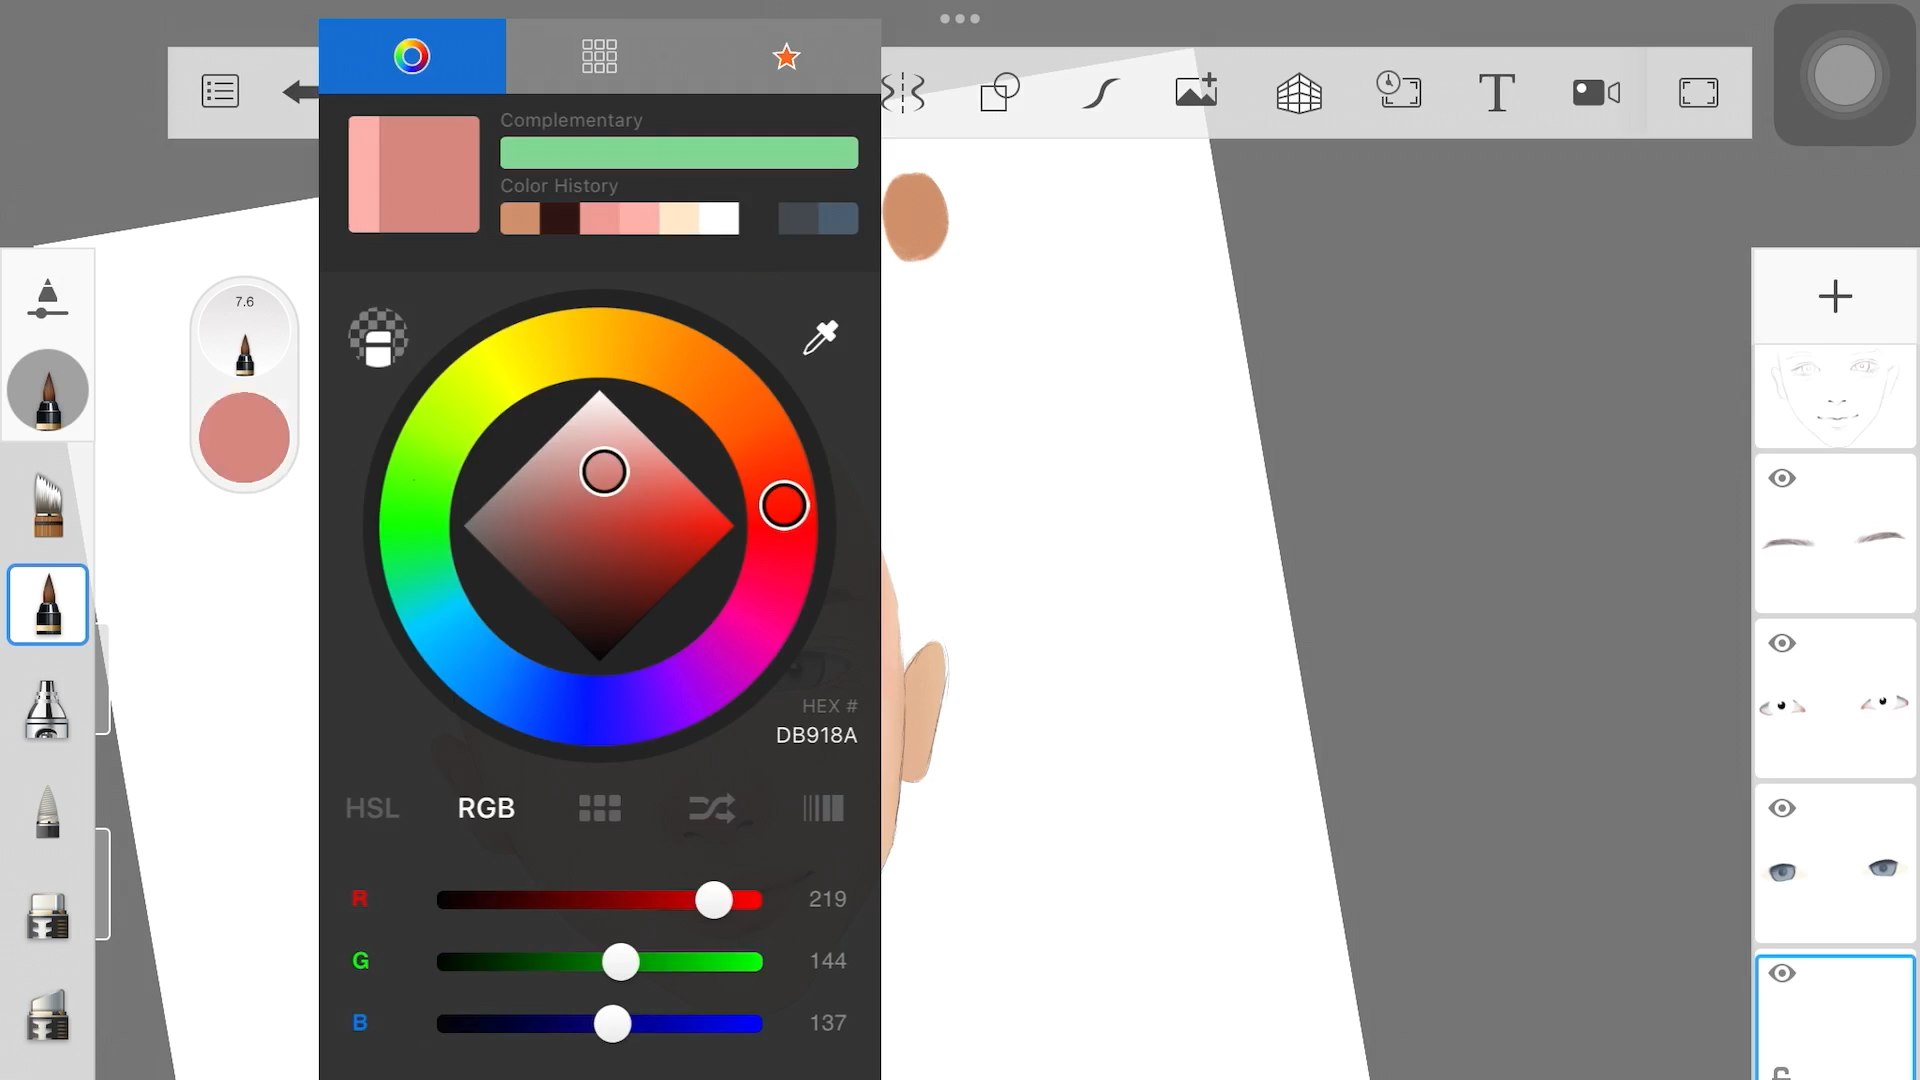 T
Complementary
Color History
7.6
HEX #
DB918A
HSL RGB
R 219
G 144
B 137